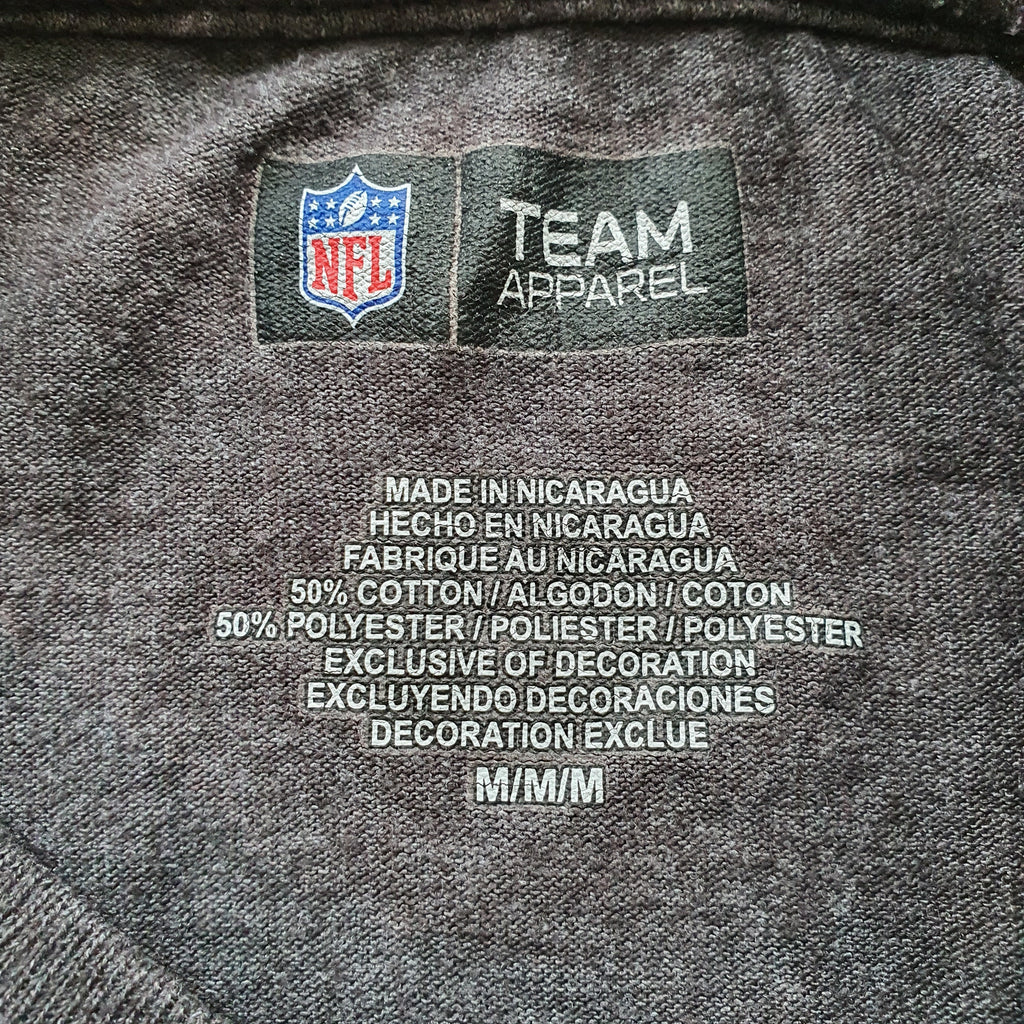 NFL
TEAM
APPAREL
MADE IN NICARAGUA
HECHO EN NICARAGUA
FABRIQUE AU NICARAGUA
50% COTTON / ALGODON / COTON
50% POLYESTER / POLIESTER / POLYESTER
EXCLUSIVE OF DECORATION
EXCLUYENDO DECORACIONES
DECORATION EXCLUE
M/M/M